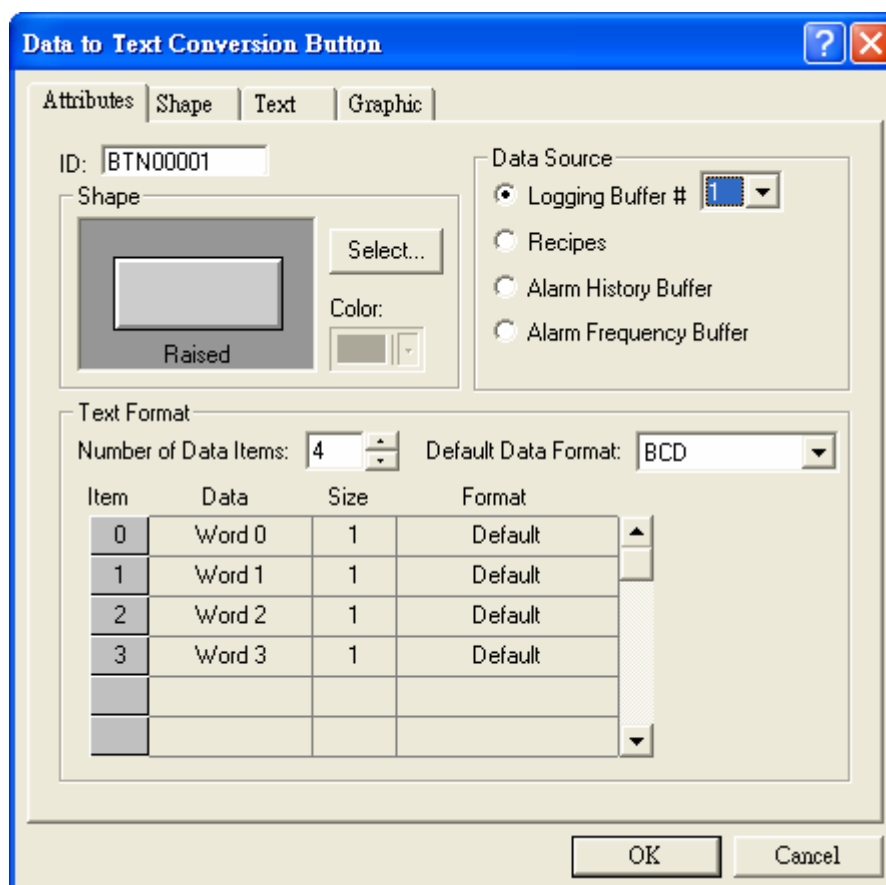 Data to Text Conversion Button
Attributes Shape Text Graphic
ID: BTN00001
Shape
Raised
Select...
Color:
Data Source
Logging Buffer # 1
Recipes
Alarm History Buffer
Alarm Frequency Buffer
Text Format
Number of Data Items: 4 Default Data Format: BCD
Item Data Size Format
0 Word 0 1 Default
1 Word 1 1 Default
2 Word 2 1 Default
3 Word 3 1 Default
OK Cancel